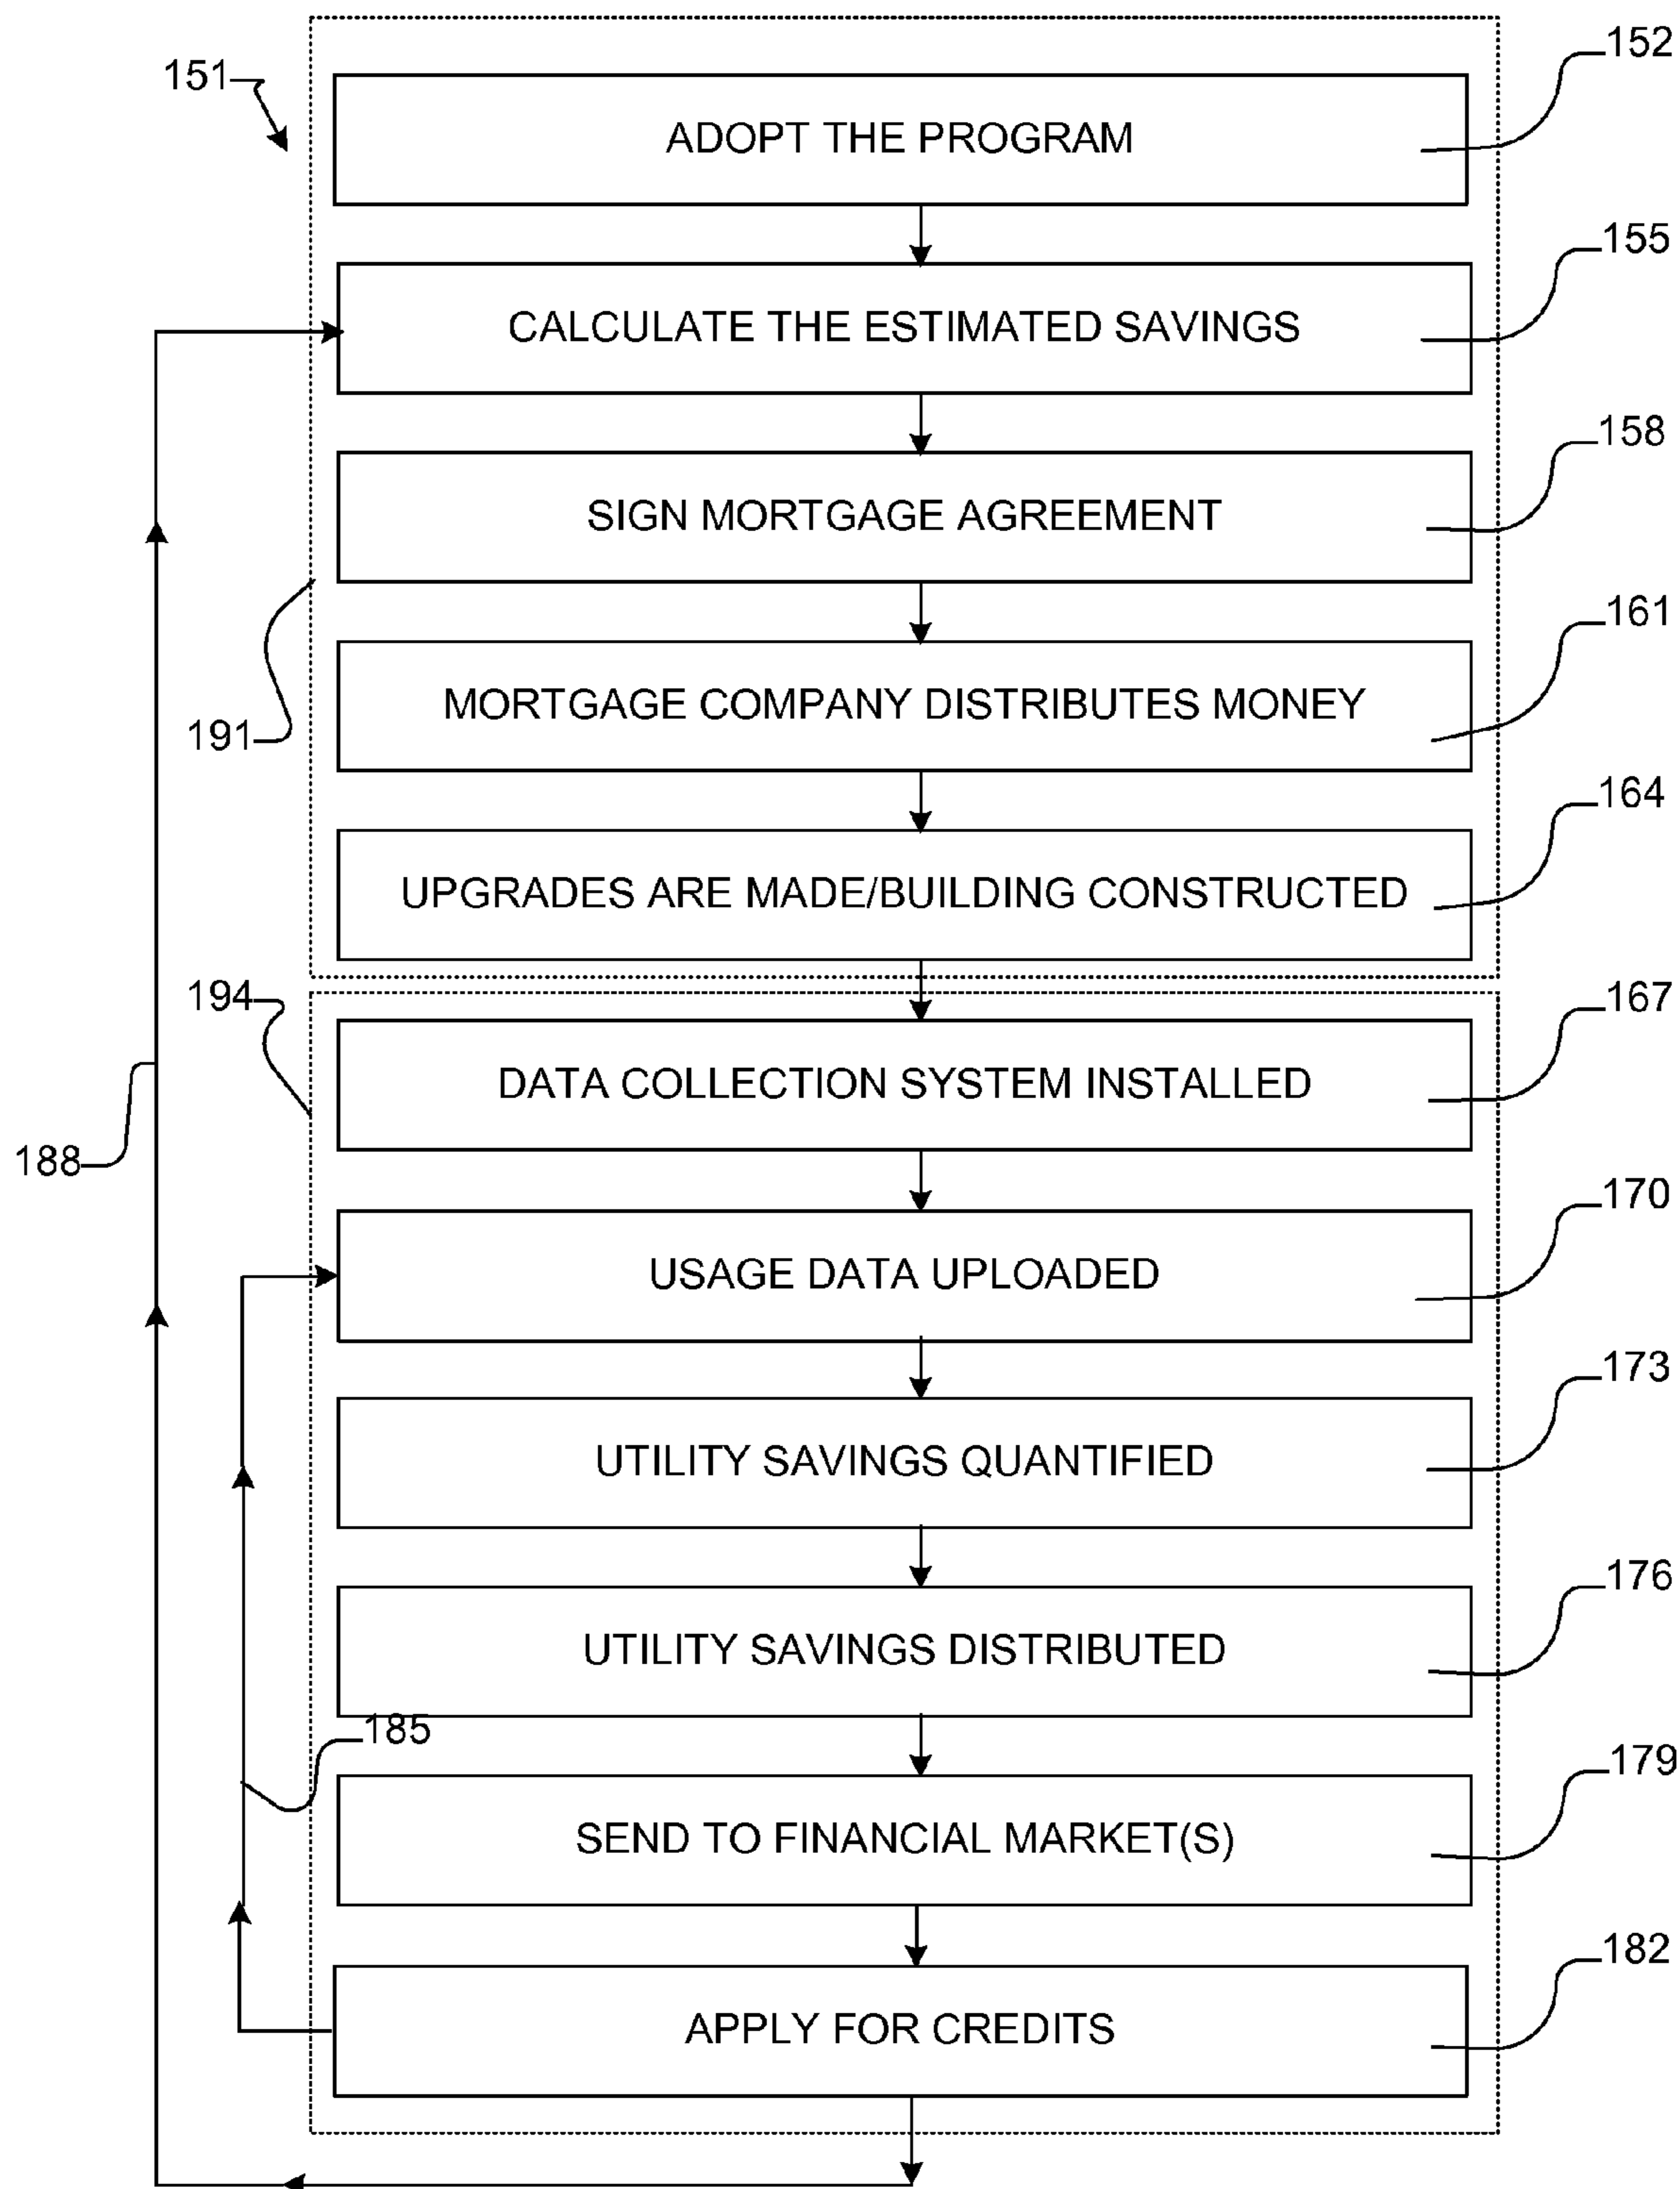 152
151
ADOPT THE PROGRAM
155
CALCULATE THE ESTIMATED SAVINGS
158
SIGN MORTGAGE AGREEMENT
161
MORTGAGE COMPANY DISTRIBUTES MONEY
191
164
UPGRADES ARE MADE/BUILDING CONSTRUCTED
194
167
DATA COLLECTION SYSTEM INSTALLED
188
170
USAGE DATA UPLOADED
173
UTILITY SAVINGS QUANTIFIED
176
UTILITY SAVINGS DISTRIBUTED
185
179
SEND TO FINANCIAL MARKET(S)
182
APPLY FOR CREDITS